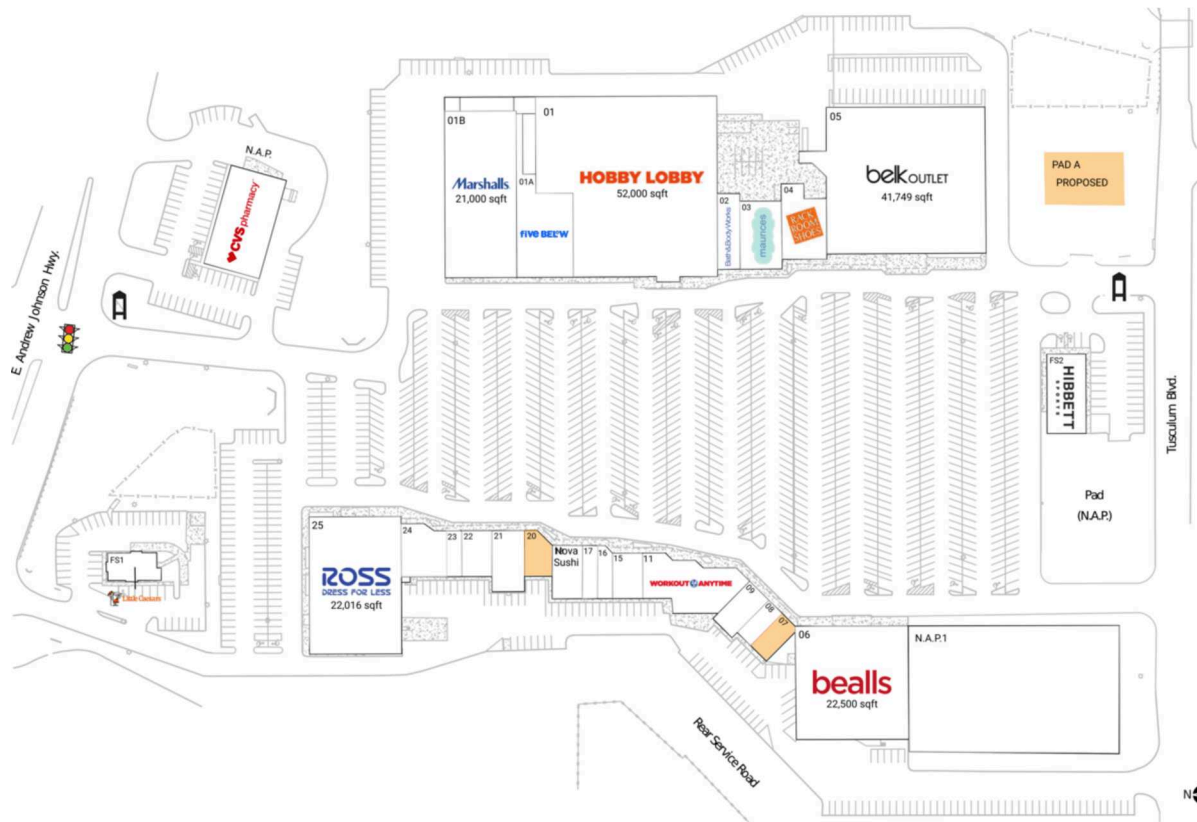 N.A.P.
CVS pharmacy
E. Andrew Johnson Hwy.
01B
Marshalls
21,000 sqft
01A
five BEL°W
01
HOBBY LOBBY
52,000 sqft
02
Bath&BodyWorks
03
maurices
04
RACK
ROOM
SHOES
05
belk OUTLET
41,749 sqft
PAD A
PROPOSED
FS2
HIBBETT
SPORTS
Tusculum Blvd.
Pad
(N.A.P.)
FS1
Little Caesars
25
ROSS
DRESS FOR LESS
22,016 sqft
24
23
22
21
20
Nova
Sushi
17
16
15
11
WORKOUT ANYTIME
09
08
07
06
bealls
22,500 sqft
N.A.P.1
Rear Service Road
N